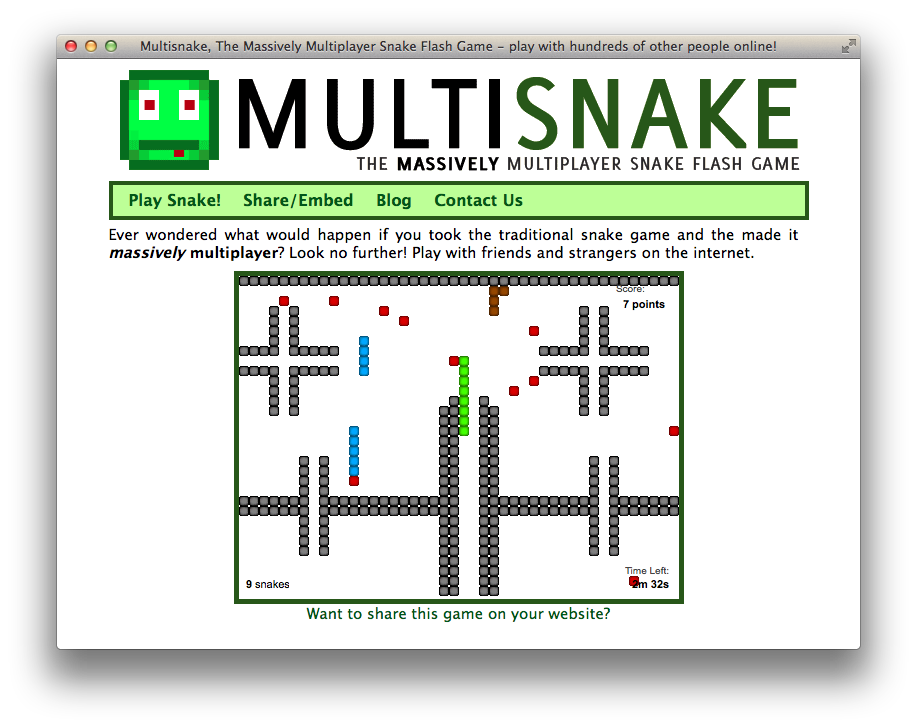 Multisnake, The Massively Multiplayer Snake Flash Game – play with hundreds of other people online!
MULTISNAKE
THE MASSIVELY MULTIPLAYER SNAKE FLASH GAME
Play Snake! Share/Embed Blog Contact Us
Ever wondered what would happen if you took the traditional snake game and the made it
massively multiplayer? Look no further! Play with friends and strangers on the internet.
Score:
7 points
Time Left:
9 snakes
2m 32s
Want to share this game on your website?